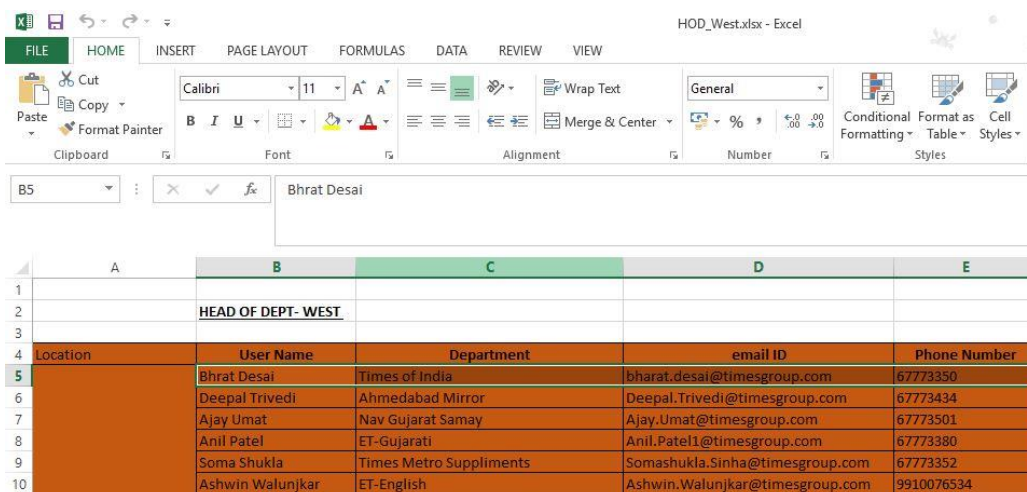 HOD_West.xlsx - Excel
FILE HOME INSERT PAGE LAYOUT FORMULAS DATA REVIEW VIEW
Paste
Cut
Copy
Format Painter
Clipboard
Calibri 11
B I U
Font
Wrap Text
Merge & Center
Alignment
General
% ,
Number
Conditional Formatting
Format as Table
Cell Styles
Styles
B5 fx Bhrat Desai
A B C D E
1
2 HEAD OF DEPT- WEST
3
4 Location User Name Department email ID Phone Number
5 Bhrat Desai Times of India bharat.desai@timesgroup.com 67773350
6 Deepal Trivedi Ahmedabad Mirror Deepal.Trivedi@timesgroup.com 67773434
7 Ajay Umat Nav Gujarat Samay Ajay.Umat@timesgroup.com 67773501
8 Anil Patel ET-Gujarati Anil.Patel1@timesgroup.com 67773380
9 Soma Shukla Times Metro Suppliments Somashukla.Sinha@timesgroup.com 67773352
10 Ashwin Walunjkar ET-English Ashwin.Walunjkar@timesgroup.com 9910076534